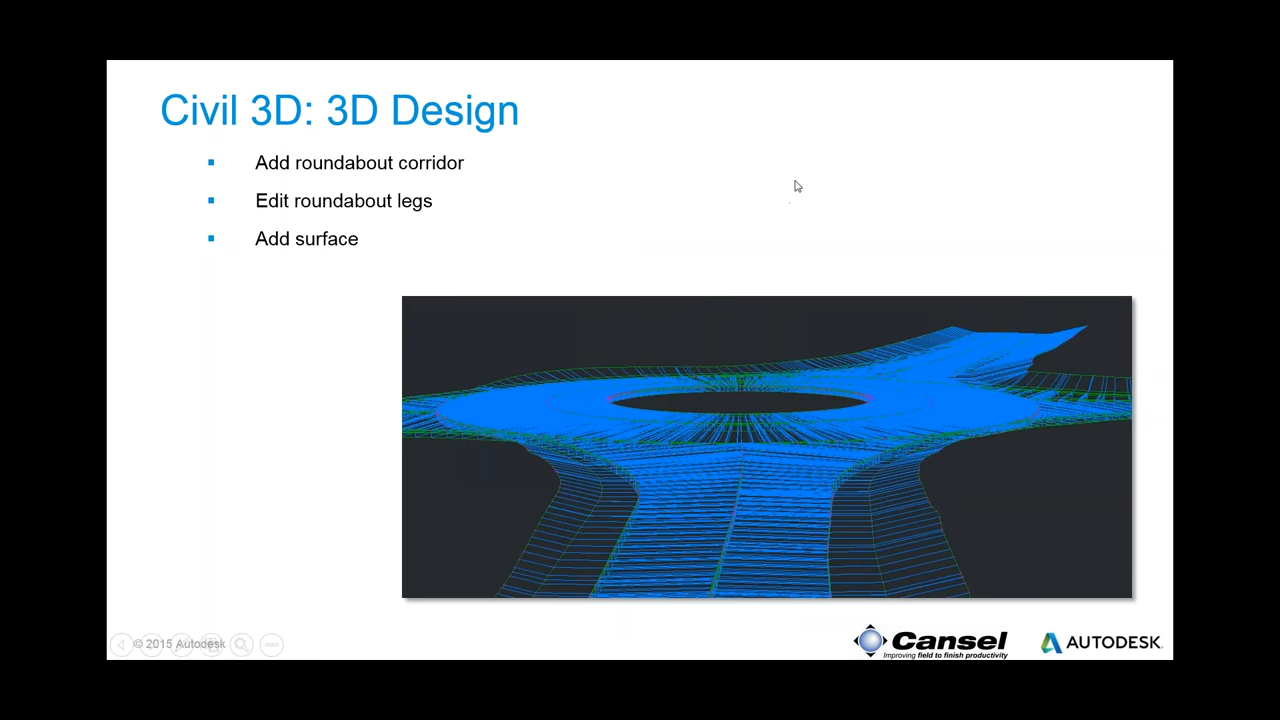 Civil 3D: 3D Design
Add roundabout corridor
Edit roundabout legs
Add surface
© 2015 Autodesk
Cansel
Improving field to finish productivity
AUTODESK.